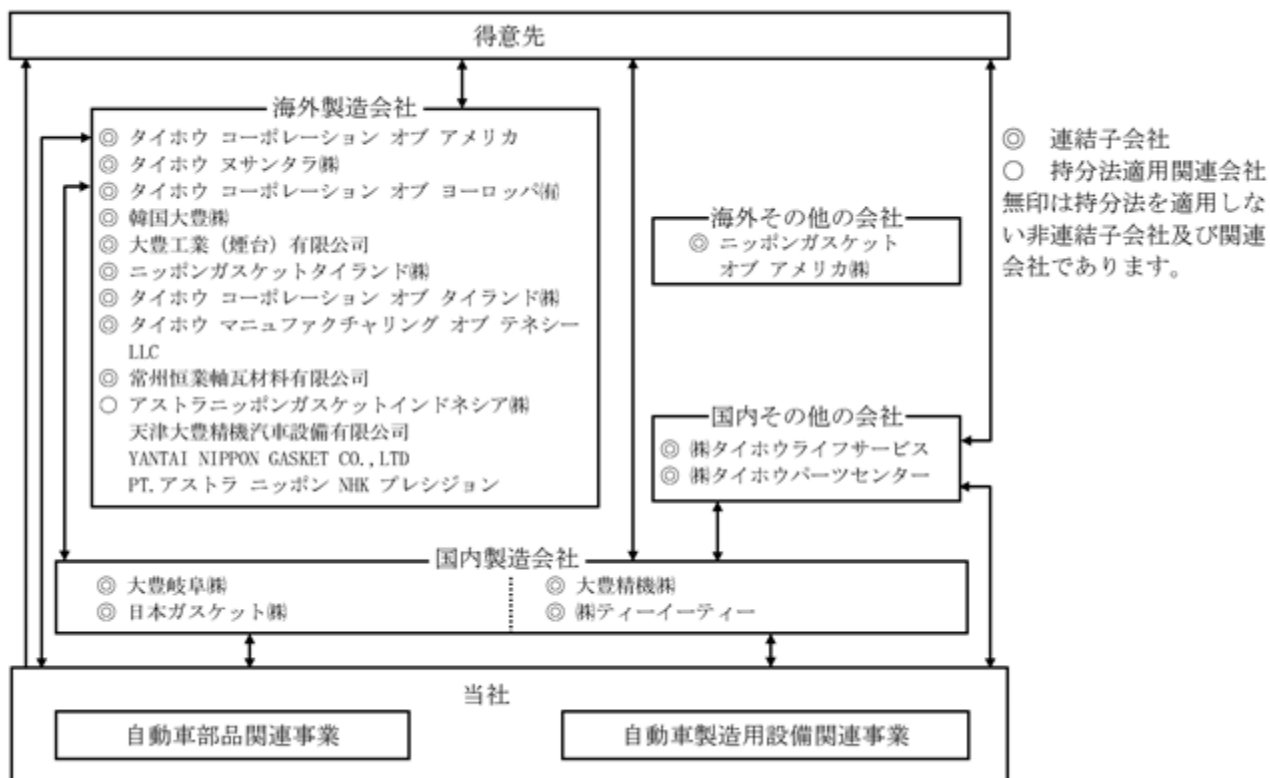 得意先
海外製造会社
◎ タイホウ コーポレーション オブ アメリカ
◎ タイホウ ヌサンタラ㈱
◎ タイホウ コーポレーション オブ ヨーロッパ㈲
◎ 韓国大豊㈱
◎ 大豊工業（煙台）有限公司
◎ ニッポンガスケットタイランド㈱
◎ タイホウ コーポレーション オブ タイランド㈱
◎ タイホウ マニュファクチャリング オブ テネシー
LLC
◎ 常州恒業軸瓦材料有限公司
○ アストラニッポンガスケットインドネシア㈱
天津大豊精機汽車設備有限公司
YANTAI NIPPON GASKET CO.,LTD
PT.アストラ ニッポン NHK プレシジョン
海外その他の会社
◎ ニッポンガスケット
オブ アメリカ㈱
◎ 連結子会社
○ 持分法適用関連会社
無印は持分法を適用しな
い非連結子会社及び関連
会社であります。
国内その他の会社
◎ ㈱タイホウライフサービス
◎ ㈱タイホウパーツセンター
国内製造会社
◎ 大豊岐阜㈱
◎ 日本ガスケット㈱
◎ 大豊精機㈱
◎ ㈱ティーイーティー
当社
自動車部品関連事業
自動車製造用設備関連事業